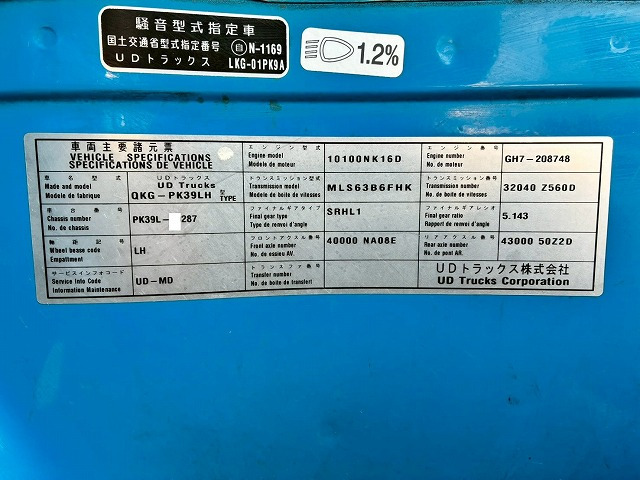 騒音型式指定車
国土交通省型式指定番号 自N-1169
UDトラックス LKG-01PK9A
1.2%
車両主要諸元票
VEHICLE SPECIFICATIONS
SPECIFICATIONS DE VEHICLE
エンジン型式
Engine model
Modele de moteur
10100NK16D
エンジン番号
Engine number
No. de moteur
GH7-208748
車名型式
Made and model
Modele de fabrique
UDトラックス
UD Trucks
QKG-PK39LH
型 TYPE
トランスミッション型式
Transmission model
Modele de boite de vitesses
MLS63B6FHK
トランスミッション番号
Transmission number
No. de boite de vitesses
32040 Z560D
車台番号
Chassis number
No. de chassis
PK39L- 287
ファイナルギアタイプ
Final gear type
Type de renvoi d'angle
SRHL1
ファイナルギアレシオ
Final gear ratio
Rapport de renvoi d'angle
5.143
軸距記号
Wheel base code
Empattment
LH
フロントアクスル番号
Front axle number
No. de essieu AV.
40000 NA08E
リアアクスル番号
Rear axle number
No. de pont AR.
43000 50Z2D
サービスインフォコード
Service Info Code
Information Maintenance
UD-MD
トランスファ番号
Transfer number
No. de boite de transfert
UDトラックス株式会社
UD Trucks Corporation